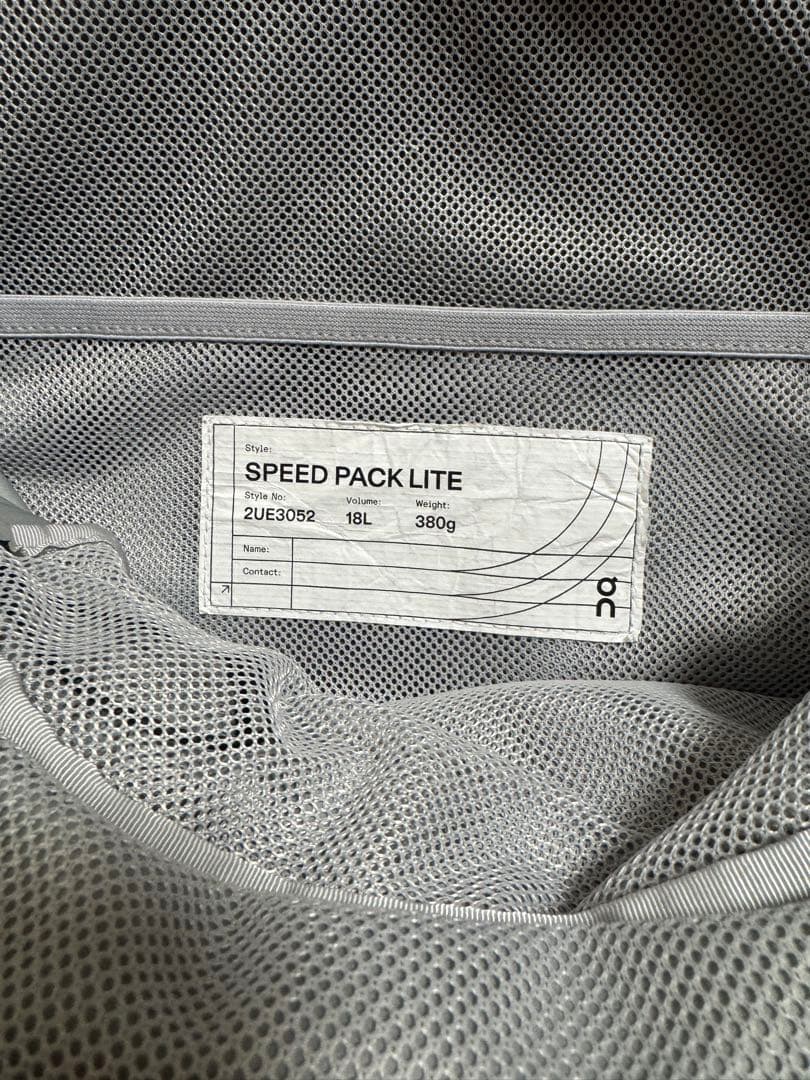 Style:
SPEED PACK LITE
Style No: Volume: Weight:
2UE3052 18L 380g
Name:
Contact: